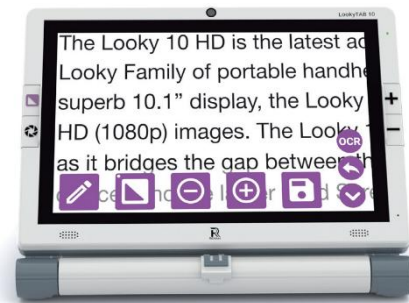 LookyTAB 10
The Looky 10 HD is the latest ad
Looky Family of portable handhe
superb 10.1” display, the Looky
HD (1080p) images. The Looky
as it bridges the gap between th
OCR
R